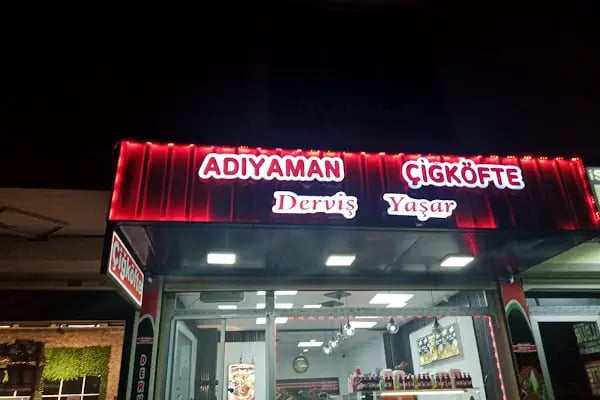 ADIYAMAN ÇİGKÖFTE
Derviş Yaşar
Çiğköfte